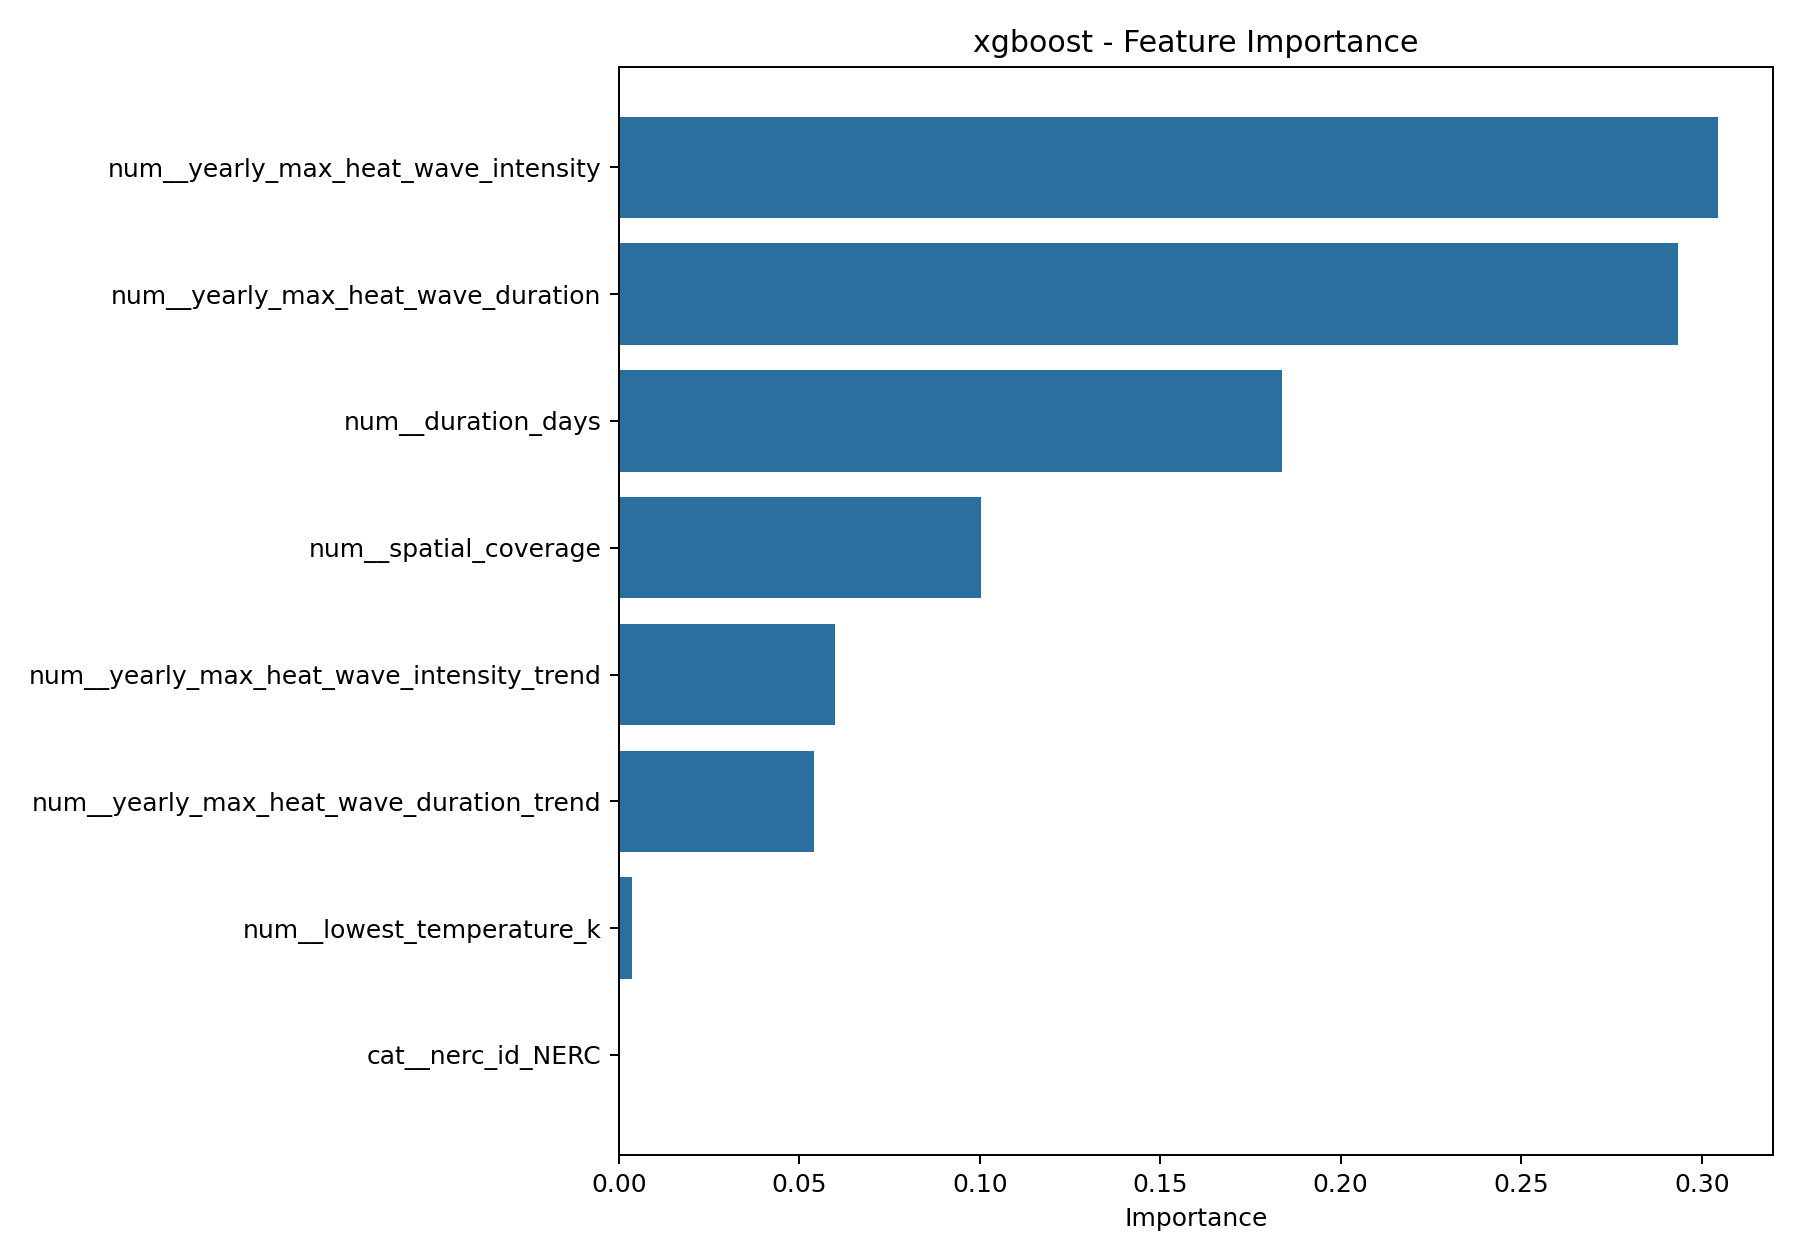 xgboost - Feature Importance
num__yearly_max_heat_wave_intensity
num__yearly_max_heat_wave_duration
num__duration_days
num__spatial_coverage
num__yearly_max_heat_wave_intensity_trend
num__yearly_max_heat_wave_duration_trend
num__lowest_temperature_k
cat__nerc_id_NERC
0.00 0.05 0.10 0.15 0.20 0.25 0.30
Importance